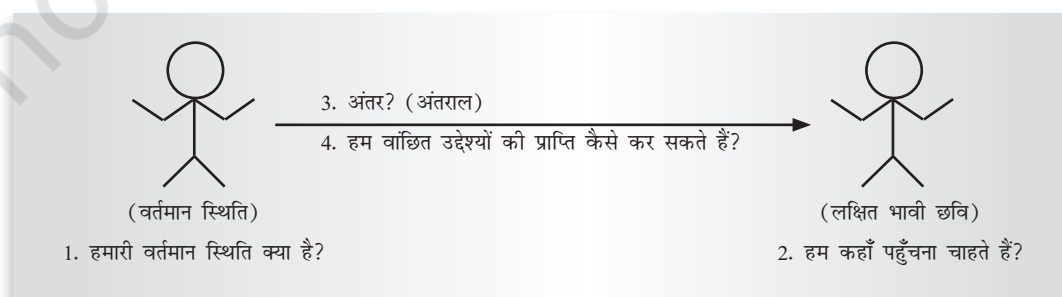 3. अंतर? (अंतराल)
4. हम वांछित उद्देश्यों की प्राप्ति कैसे कर सकते हैं?
(वर्तमान स्थिति)
(लक्षित भावी छवि)
1. हमारी वर्तमान स्थिति क्या है?
2. हम कहाँ पहुँचना चाहते हैं?